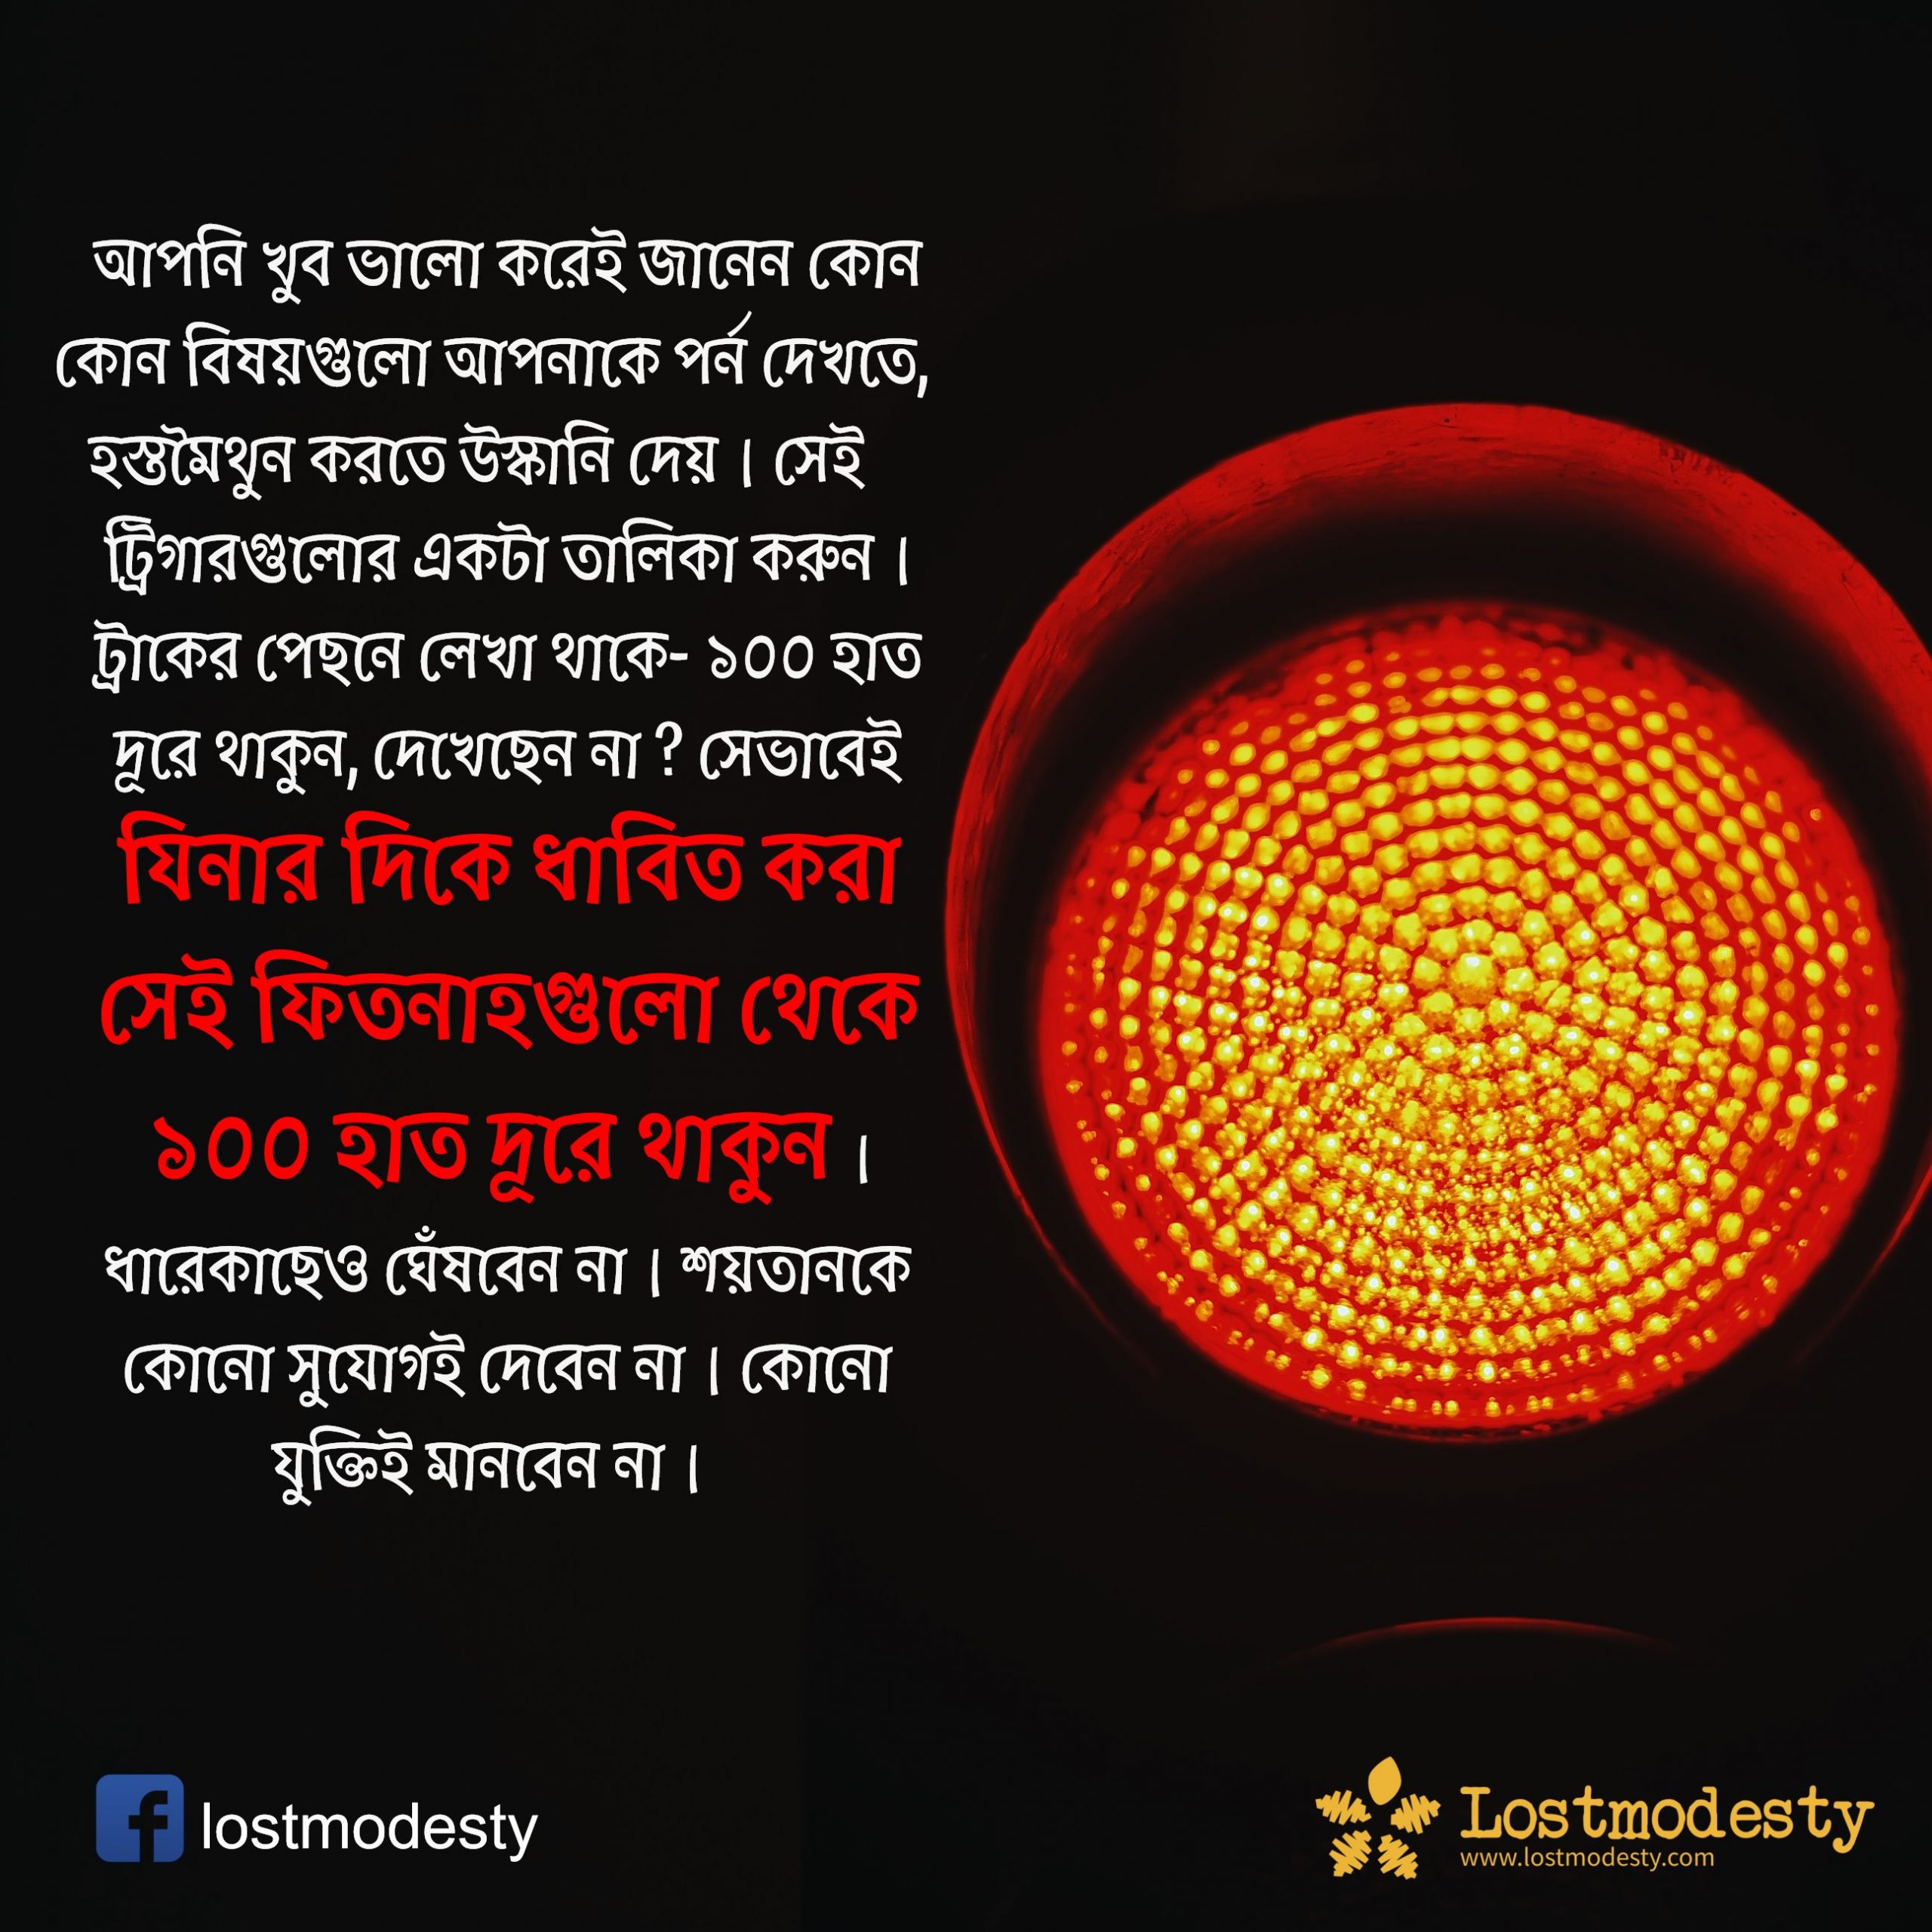 আপনি খুব ভালো করেই জানেন কোন
কোন বিষয়গুলো আপনাকে পর্ন দেখতে,
হস্তমৈথুন করতে উস্কানি দেয় । সেই
ট্রিগারগুলোর একটা তালিকা করুন ।
ট্রাকের পেছনে লেখা থাকে- ১০০ হাত
দূরে থাকুন, দেখেছেন না ? সেভাবেই
যিনার দিকে ধাবিত করা
সেই ফিতনাহগুলো থেকে
১০০ হাত দূরে থাকুন ।
ধারেকাছেও ঘেঁষবেন না । শয়তানকে
কোনো সুযোগই দেবেন না । কোনো
যুক্তিই মানবেন না ।
lostmodesty
Lostmodesty
www.lostmodesty.com